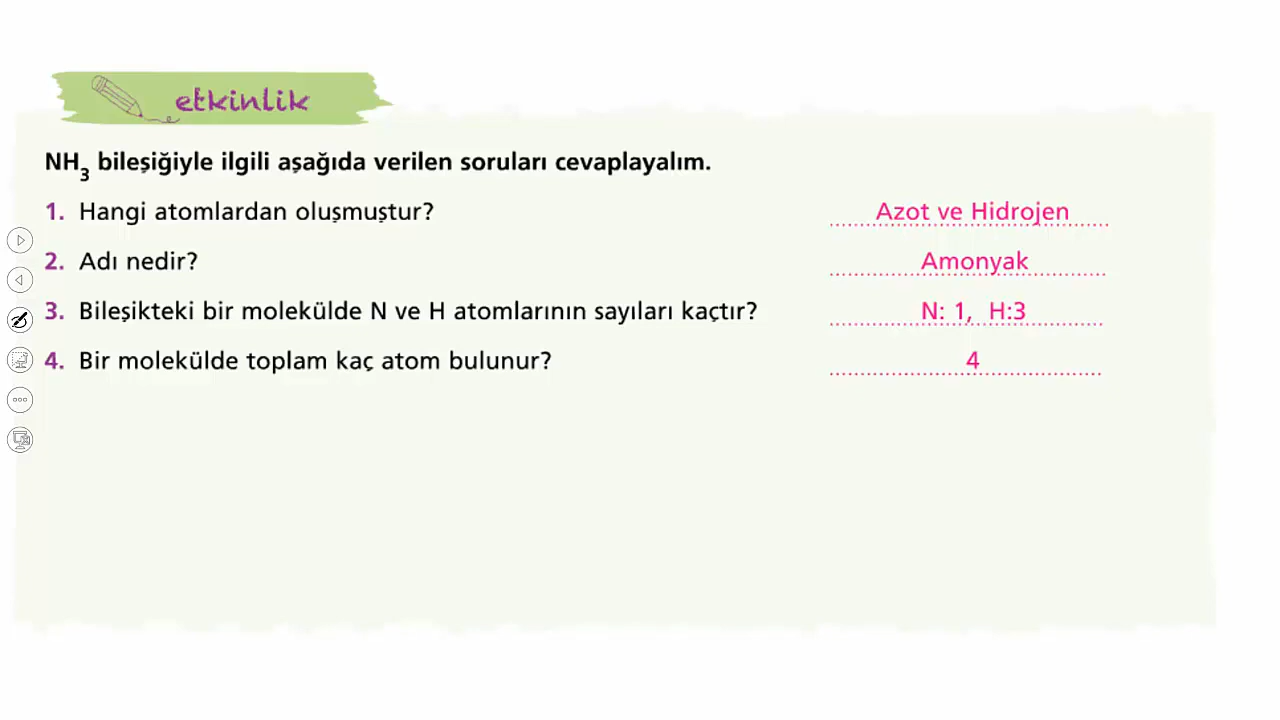 etkinlik
NH₃ bileşiğiyle ilgili aşağıda verilen soruları cevaplayalım.
1. Hangi atomlardan oluşmuştur? Azot ve Hidrojen
2. Adı nedir? Amonyak
3. Bileşikteki bir molekülde N ve H atomlarının sayıları kaçtır? N: 1, H:3
4. Bir molekülde toplam kaç atom bulunur? 4